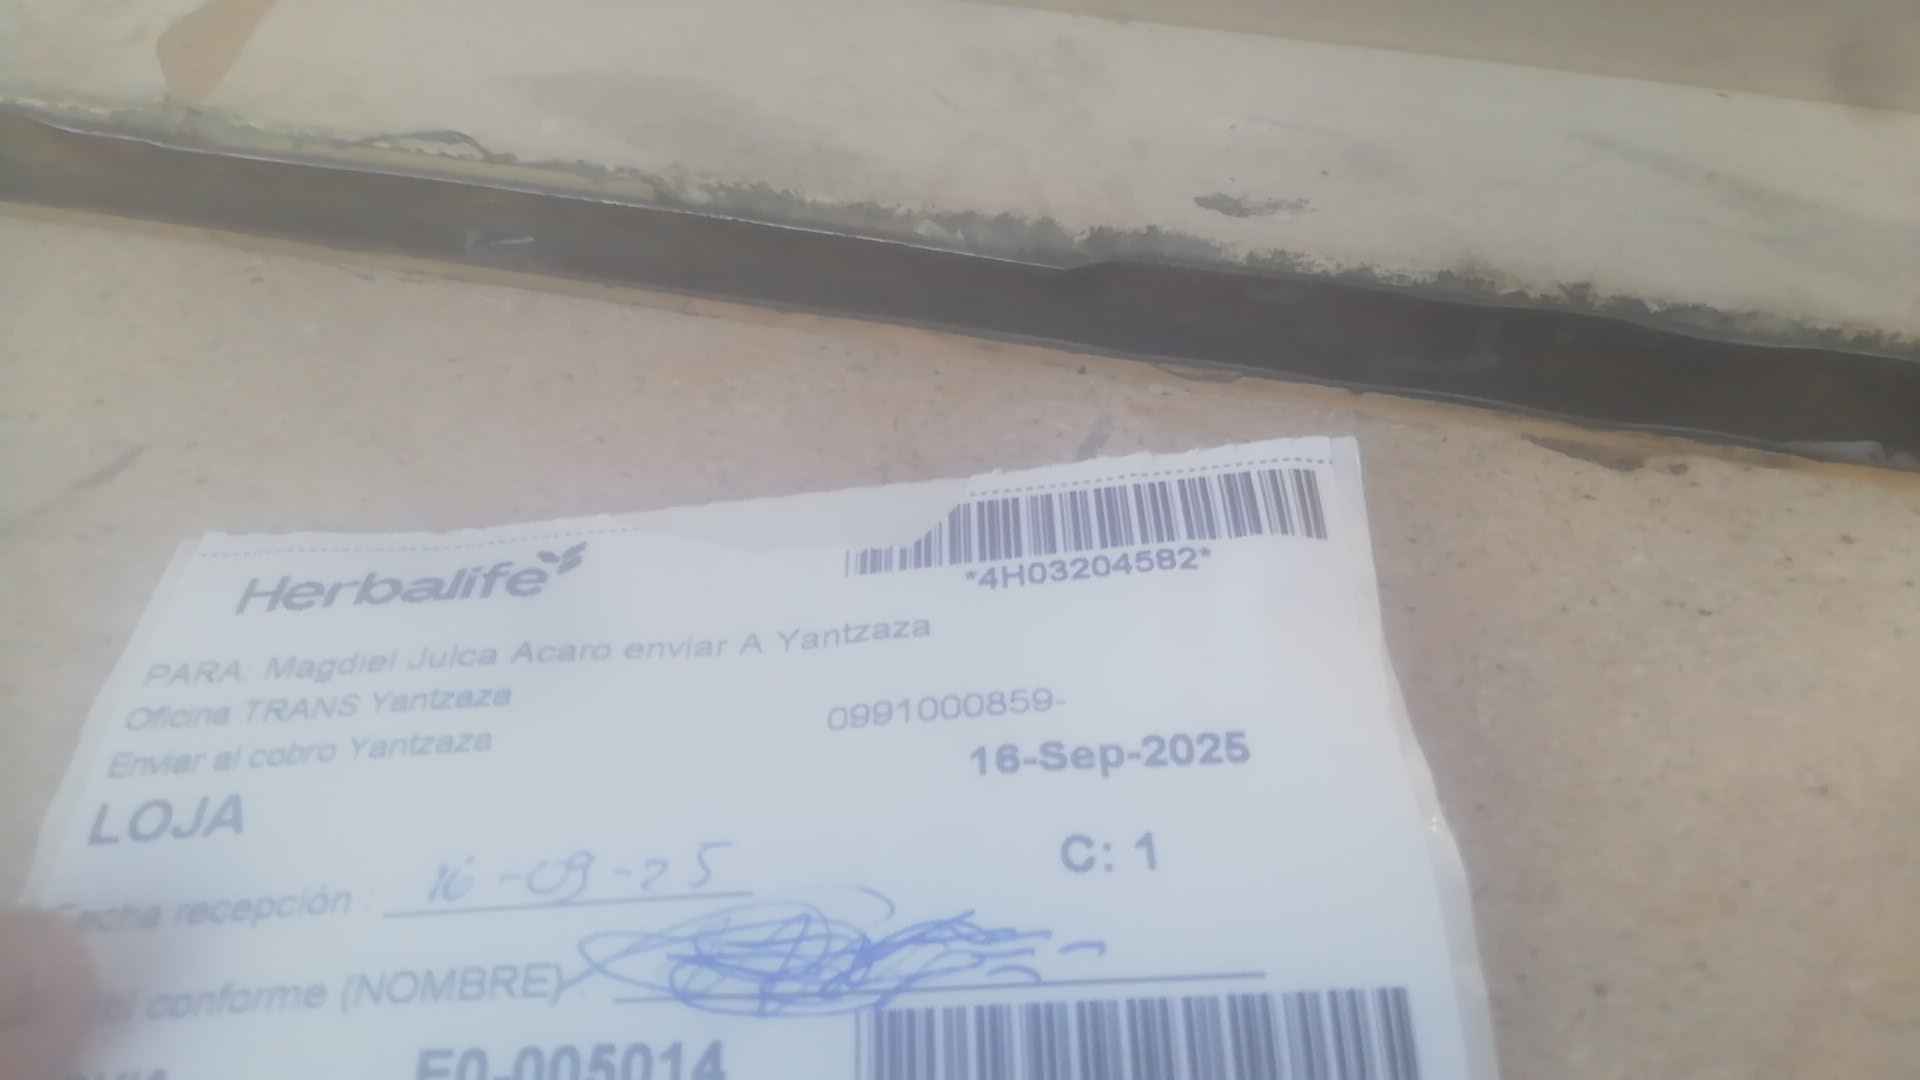 Herbalife
*4H03204582*
PARA: Magdiel Julca Acaro enviar A Yantzaza
Oficina TRANS Yantzaza
0991000859-
Enviar al cobro Yantzaza
16-Sep-2025
LOJA
C: 1
Fecha recepción : 16-09-25
conforme (NOMBRE) :
E0-005014